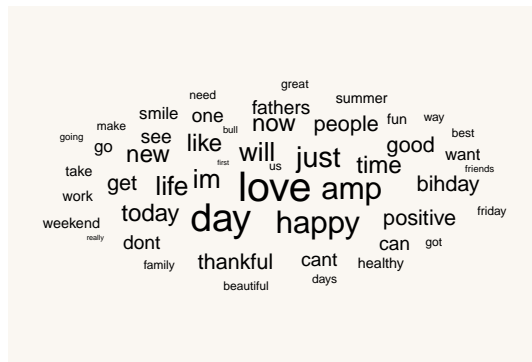 great
need
summer
smile
one
fathers
now
people
fun
way
make
bull
going
go
see
new
like
will
just
good
best
want
first
us
time
friends
take
get
life
im
love
amp
bihday
work
weekend
today
day
happy
positive
friday
really
dont
can
got
family
thankful
cant
healthy
beautiful
days